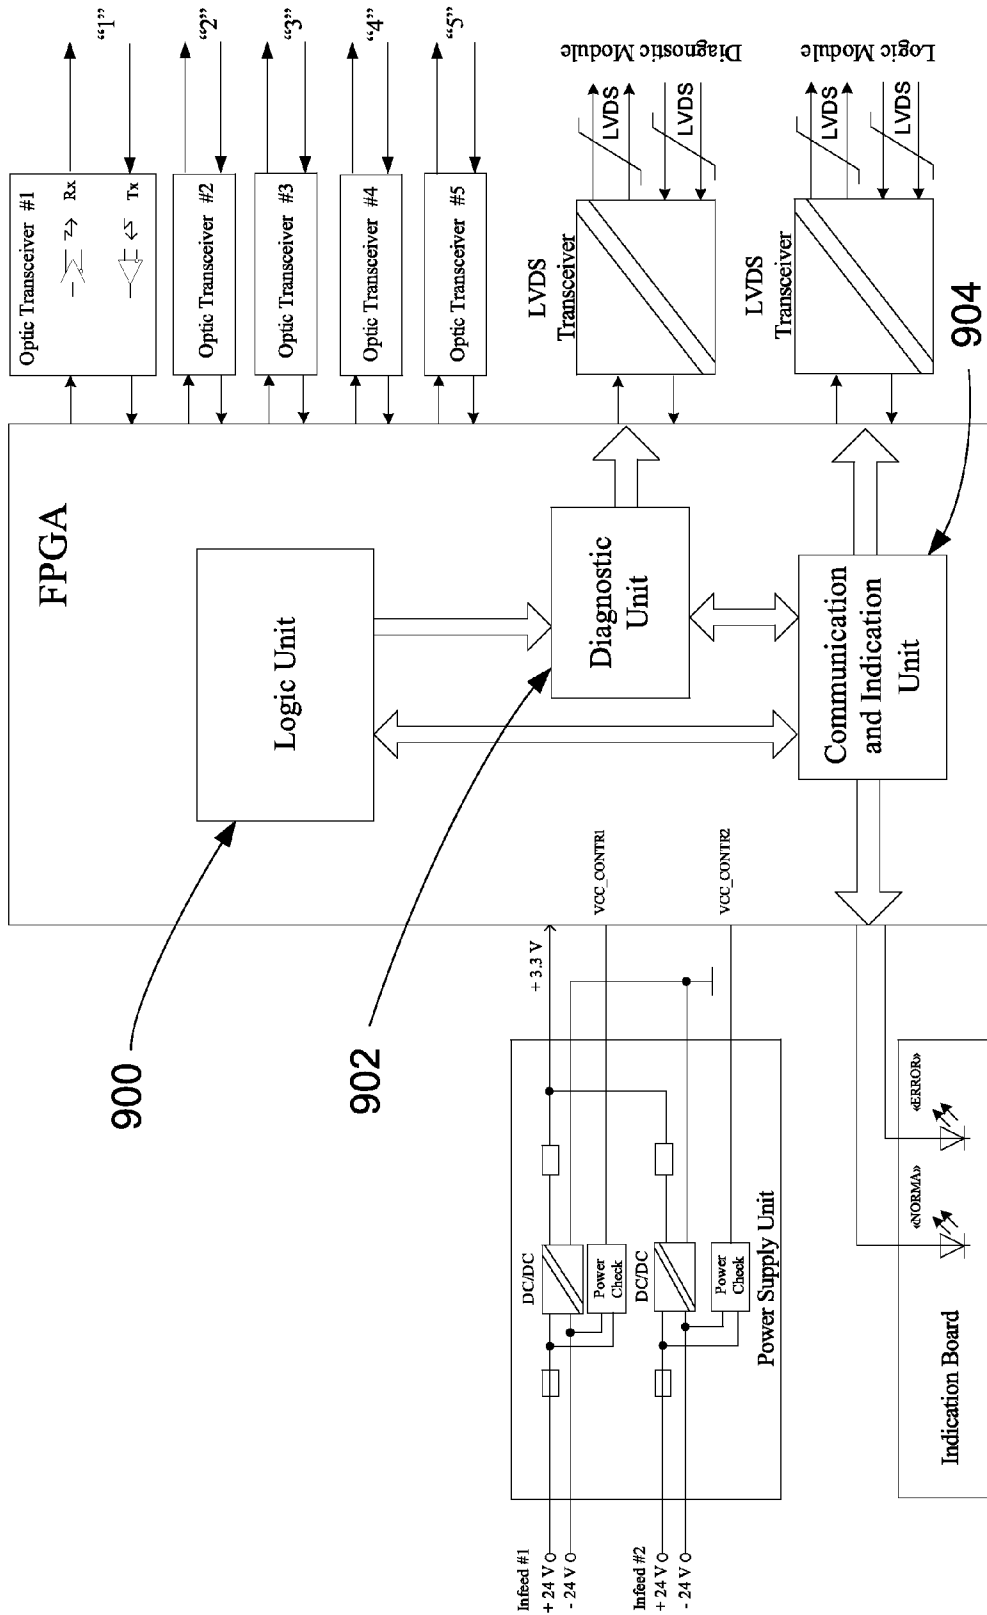 Infeed #1
+ 24 V
- 24 V
Infeed #2
+ 24 V
- 24 V
DC/DC
Power
Check
DC/DC
Power
Check
Power Supply Unit
Indication Board
«NORMA»
«ERROR»
+ 3.3 V
VCC_CONTR1
VCC_CONTR2
900
902
904
FPGA
Logic Unit
Diagnostic
Unit
Communication
and Indication
Unit
Optic Transceiver #1
Rx
Tx
Optic Transceiver #2
Optic Transceiver #3
Optic Transceiver #4
Optic Transceiver #5
“1”
“2”
“3”
“4”
“5”
LVDS
Transceiver
LVDS
LVDS
Diagnostic Module
LVDS
Transceiver
LVDS
LVDS
Logic Module